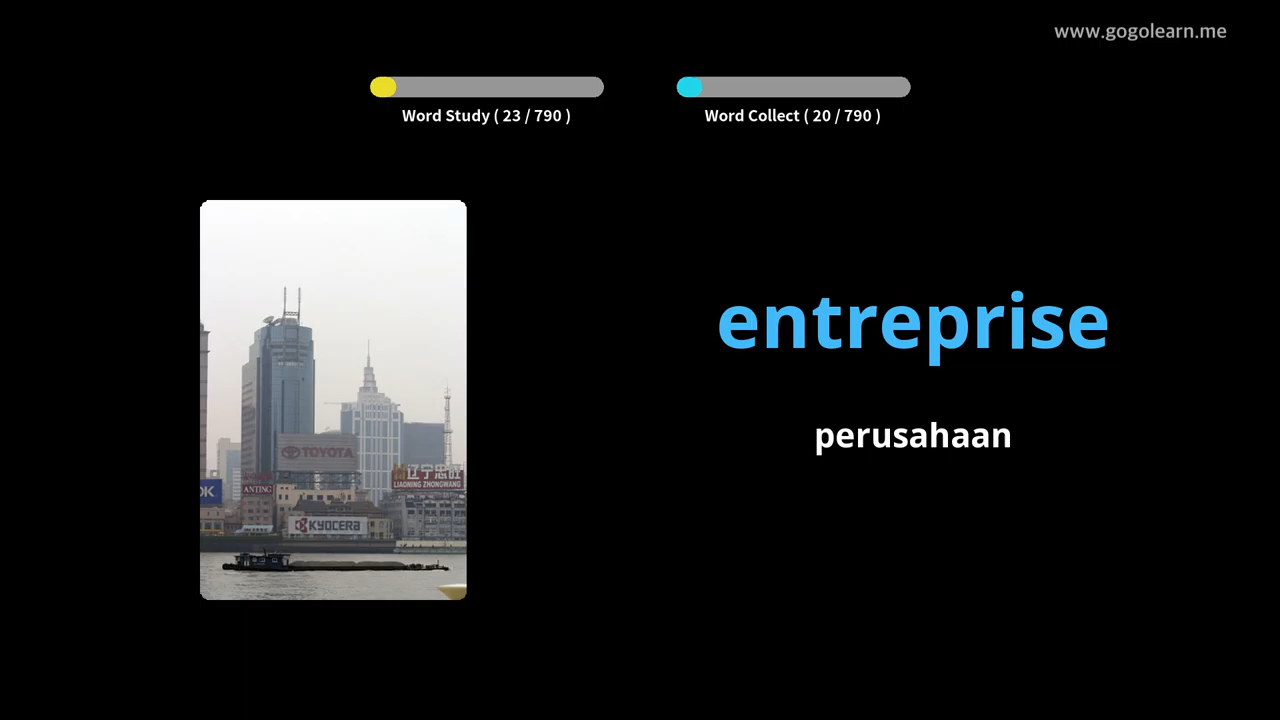 www.gogolearn.me
Word Study ( 23 / 790 )
Word Collect ( 20 / 790 )
entreprise
perusahaan
TOYOTA
辽宁忠旺
LIAONING ZHONGWANG
OK
ANTING
KYOCERA